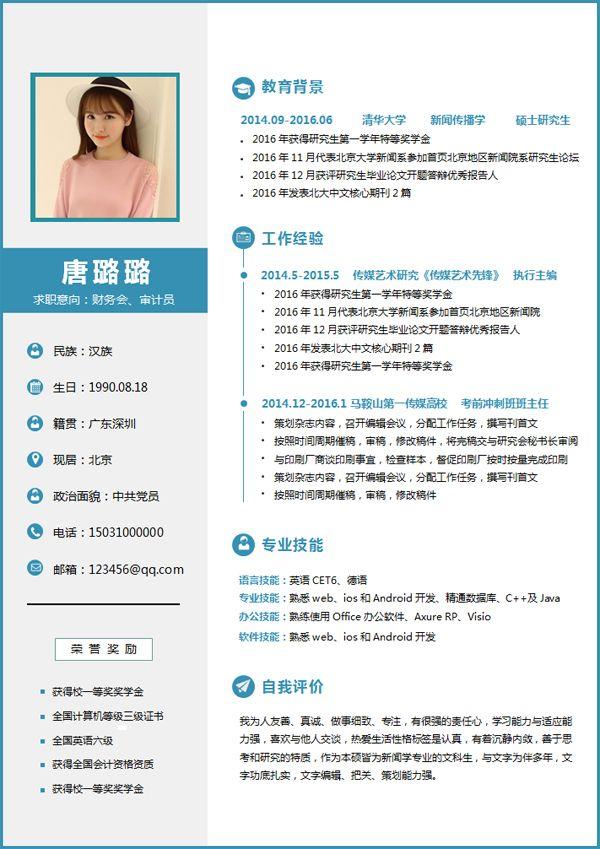 唐璐璐
求职意向：财务会、审计员
民族：汉族
生日：1990.08.18
籍贯：广东深圳
现居：北京
政治面貌：中共党员
电话：15031000000
邮箱：123456@qq.com
荣誉奖励
获得校一等奖奖学金
全国计算机等级三级证书
全国英语六级
获得全国会计资格资质
获得校一等奖奖学金
教育背景
2014.09-2016.06 清华大学 新闻传播学 硕士研究生
2016 年获得研究生第一学年特等奖学金
2016 年 11 月代表北京大学新闻系参加首页北京地区新闻院系研究生论坛
2016 年 12 月获评研究生毕业论文开题答辩优秀报告人
2016 年发表北大中文核心期刊 2 篇
工作经验
2014.5-2015.5 传媒艺术研究《传媒艺术先锋》 执行主编
2016 年获得研究生第一学年特等奖学金
2016 年 11 月代表北京大学新闻系参加首页北京地区新闻院
2016 年 12 月获评研究生毕业论文开题答辩优秀报告人
2016 年发表北大中文核心期刊 2 篇
2016 年获得研究生第一学年特等奖学金
2014.12-2016.1 马鞍山第一传媒高校 考前冲刺班班主任
策划杂志内容，召开编辑会议，分配工作任务，撰写刊首文
按照时间周期催稿，审稿，修改稿件，将完稿交与研究会秘书长审阅
与印刷厂商谈印刷事宜，检查样本，督促印刷厂按时按量完成印刷
策划杂志内容，召开编辑会议，分配工作任务，撰写刊首文
按照时间周期催稿，审稿，修改稿件
专业技能
语言技能：英语 CET6、德语
专业技能：熟悉 web、ios 和 Android 开发、精通数据库、C++及 Java
办公技能：熟练使用 Office 办公软件、Axure RP、Visio
软件技能：熟悉 web、ios 和 Android 开发
自我评价
我为人友善、真诚、做事细致、专注，有很强的责任心，学习能力与适应能
力强，喜欢与他人交谈，热爱生活性格标签是认真，有着沉静内敛，善于思
考和研究的特质，作为本硕皆为新闻学专业的文科生，与文字为伴多年，文
字功底扎实，文字编辑、把关、策划能力强。